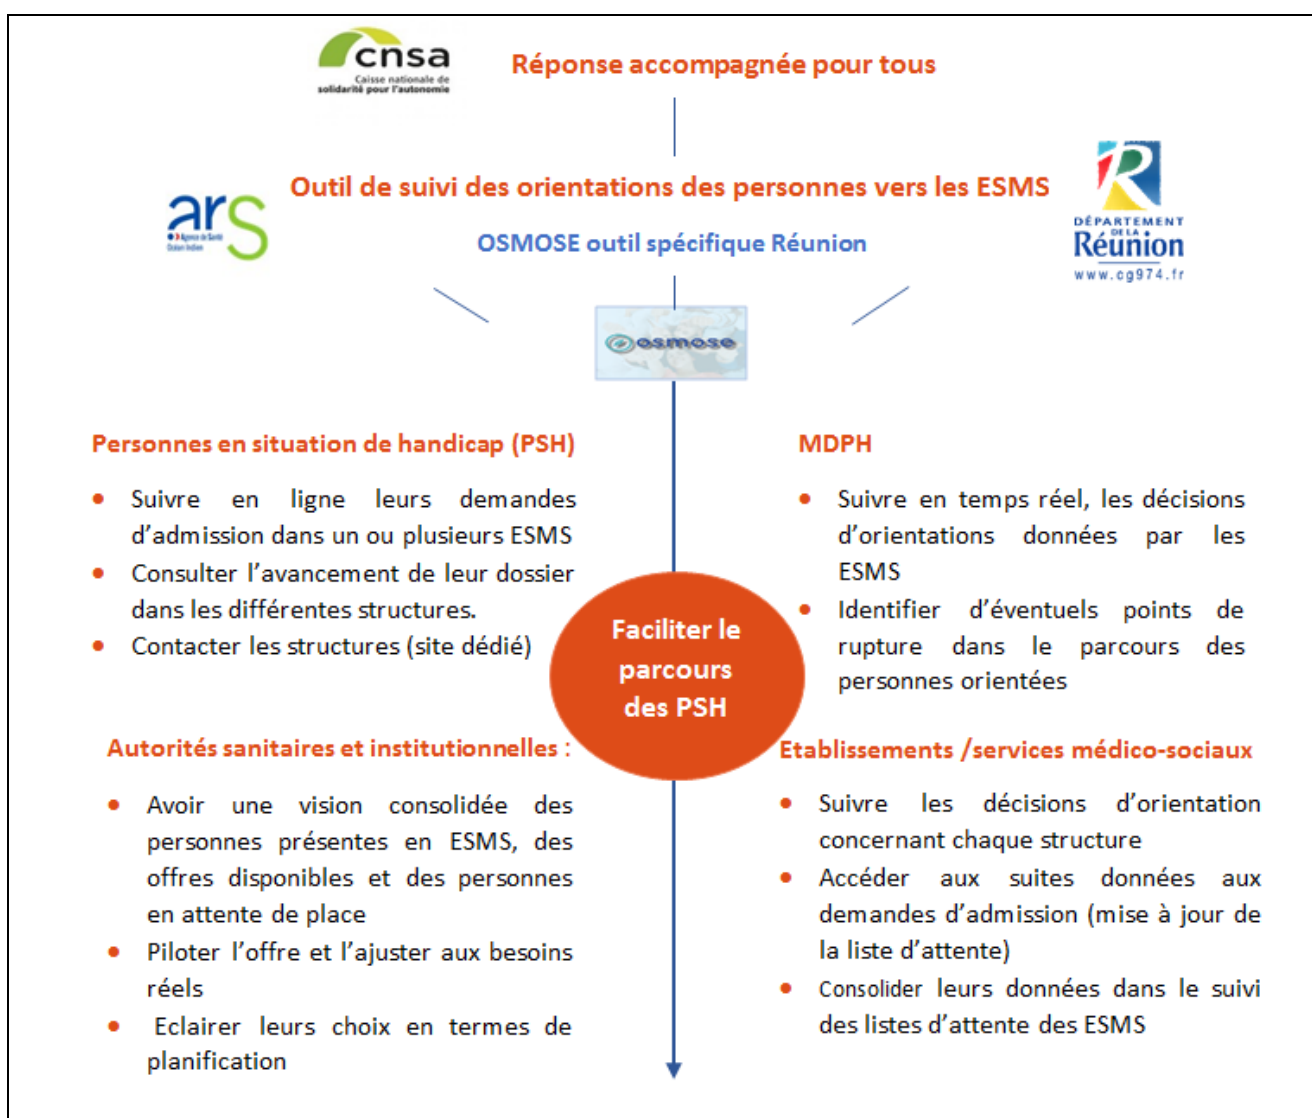 cnsa
Caisse nationale de
solidarité pour l'autonomie
Réponse accompagnée pour tous
Outil de suivi des orientations des personnes vers les ESMS
OSMOSE outil spécifique Réunion
ars
Agence de Santé
Océan Indien
DÉPARTEMENT
DE LA
Réunion
www.cg974.fr
osmose
Personnes en situation de handicap (PSH)
• Suivre en ligne leurs demandes
d'admission dans un ou plusieurs ESMS
• Consulter l'avancement de leur dossier
dans les différentes structures.
• Contacter les structures (site dédié)
MDPH
• Suivre en temps réel, les décisions
d'orientations données par les
ESMS
• Identifier d'éventuels points de
rupture dans le parcours des
personnes orientées
Faciliter le
parcours
des PSH
Autorités sanitaires et institutionnelles :
• Avoir une vision consolidée des
personnes présentes en ESMS, des
offres disponibles et des personnes
en attente de place
• Piloter l'offre et l'ajuster aux besoins
réels
• Eclairer leurs choix en termes de
planification
Etablissements /services médico-sociaux
• Suivre les décisions d'orientation
concernant chaque structure
• Accéder aux suites données aux
demandes d'admission (mise à jour de
la liste d'attente)
• Consolider leurs données dans le suivi
des listes d'attente des ESMS